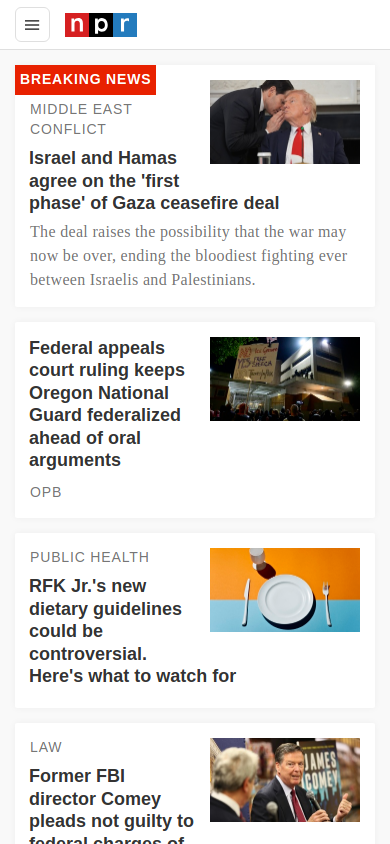 npr
BREAKING NEWS
MIDDLE EAST
CONFLICT
Israel and Hamas
agree on the 'first
phase' of Gaza ceasefire deal
The deal raises the possibility that the war may
now be over, ending the bloodiest fighting ever
between Israelis and Palestinians.
Federal appeals
court ruling keeps
Oregon National
Guard federalized
ahead of oral
arguments
OPB
PUBLIC HEALTH
RFK Jr.'s new
dietary guidelines
could be
controversial.
Here's what to watch for
LAW
Former FBI
director Comey
pleads not guilty to
federal charges of
JAMES
COMEY